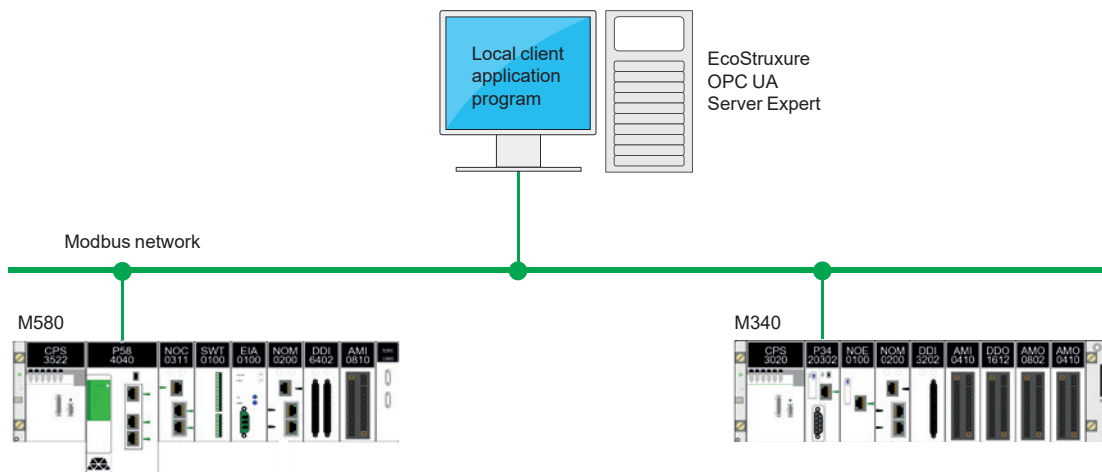 Local client
application
program
EcoStruxure
OPC UA
Server Expert
Modbus network
M580
CPS
3522
P58
4040
NOC
0311
SWT
0100
EIA
0100
NOM
0200
DDI
6402
AMI
0810
M340
CPS
3020
P34
20302
NOE
0100
NOM
0200
DDI
3202
AMI
0410
DDO
1612
AMO
0802
AMO
0410